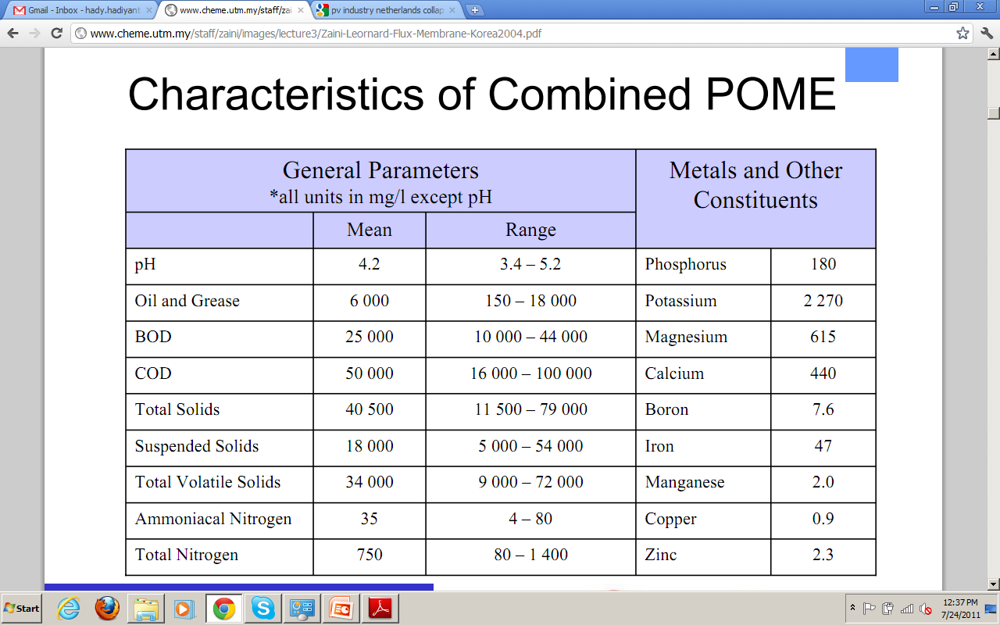 Gmail - Inbox - hady.hadiyant
www.cheme.utm.my/staff/zai
pv industry netherlands collap
www.cheme.utm.my/staff/zaini/images/lecture3/Zaini-Leornard-Flux-Membrane-Korea2004.pdf
Characteristics of Combined POME
General Parameters
*all units in mg/l except pH
Metals and Other
Constituents
Mean Range
pH 4.2 3.4 – 5.2 Phosphorus 180
Oil and Grease 6 000 150 – 18 000 Potassium 2 270
BOD 25 000 10 000 – 44 000 Magnesium 615
COD 50 000 16 000 – 100 000 Calcium 440
Total Solids 40 500 11 500 – 79 000 Boron 7.6
Suspended Solids 18 000 5 000 – 54 000 Iron 47
Total Volatile Solids 34 000 9 000 – 72 000 Manganese 2.0
Ammoniacal Nitrogen 35 4 – 80 Copper 0.9
Total Nitrogen 750 80 – 1 400 Zinc 2.3
Start
12:37 PM
7/24/2011